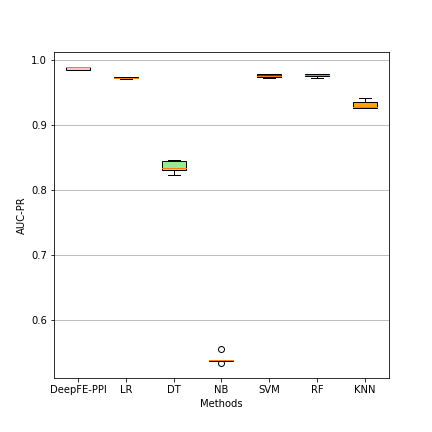 1.0
0.9
0.8
0.7
0.6
AUC-PR
DeepFE-PPI LR DT NB SVM RF KNN
Methods